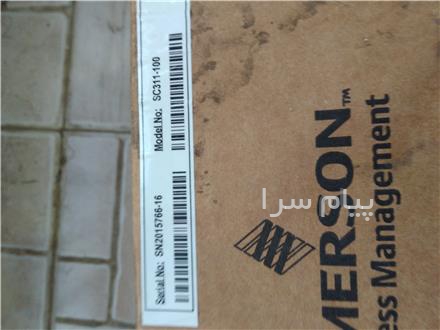 Model No: SC311-100
Serial No: SN2015766-16
MERSON™
ess Management
پیام سرا